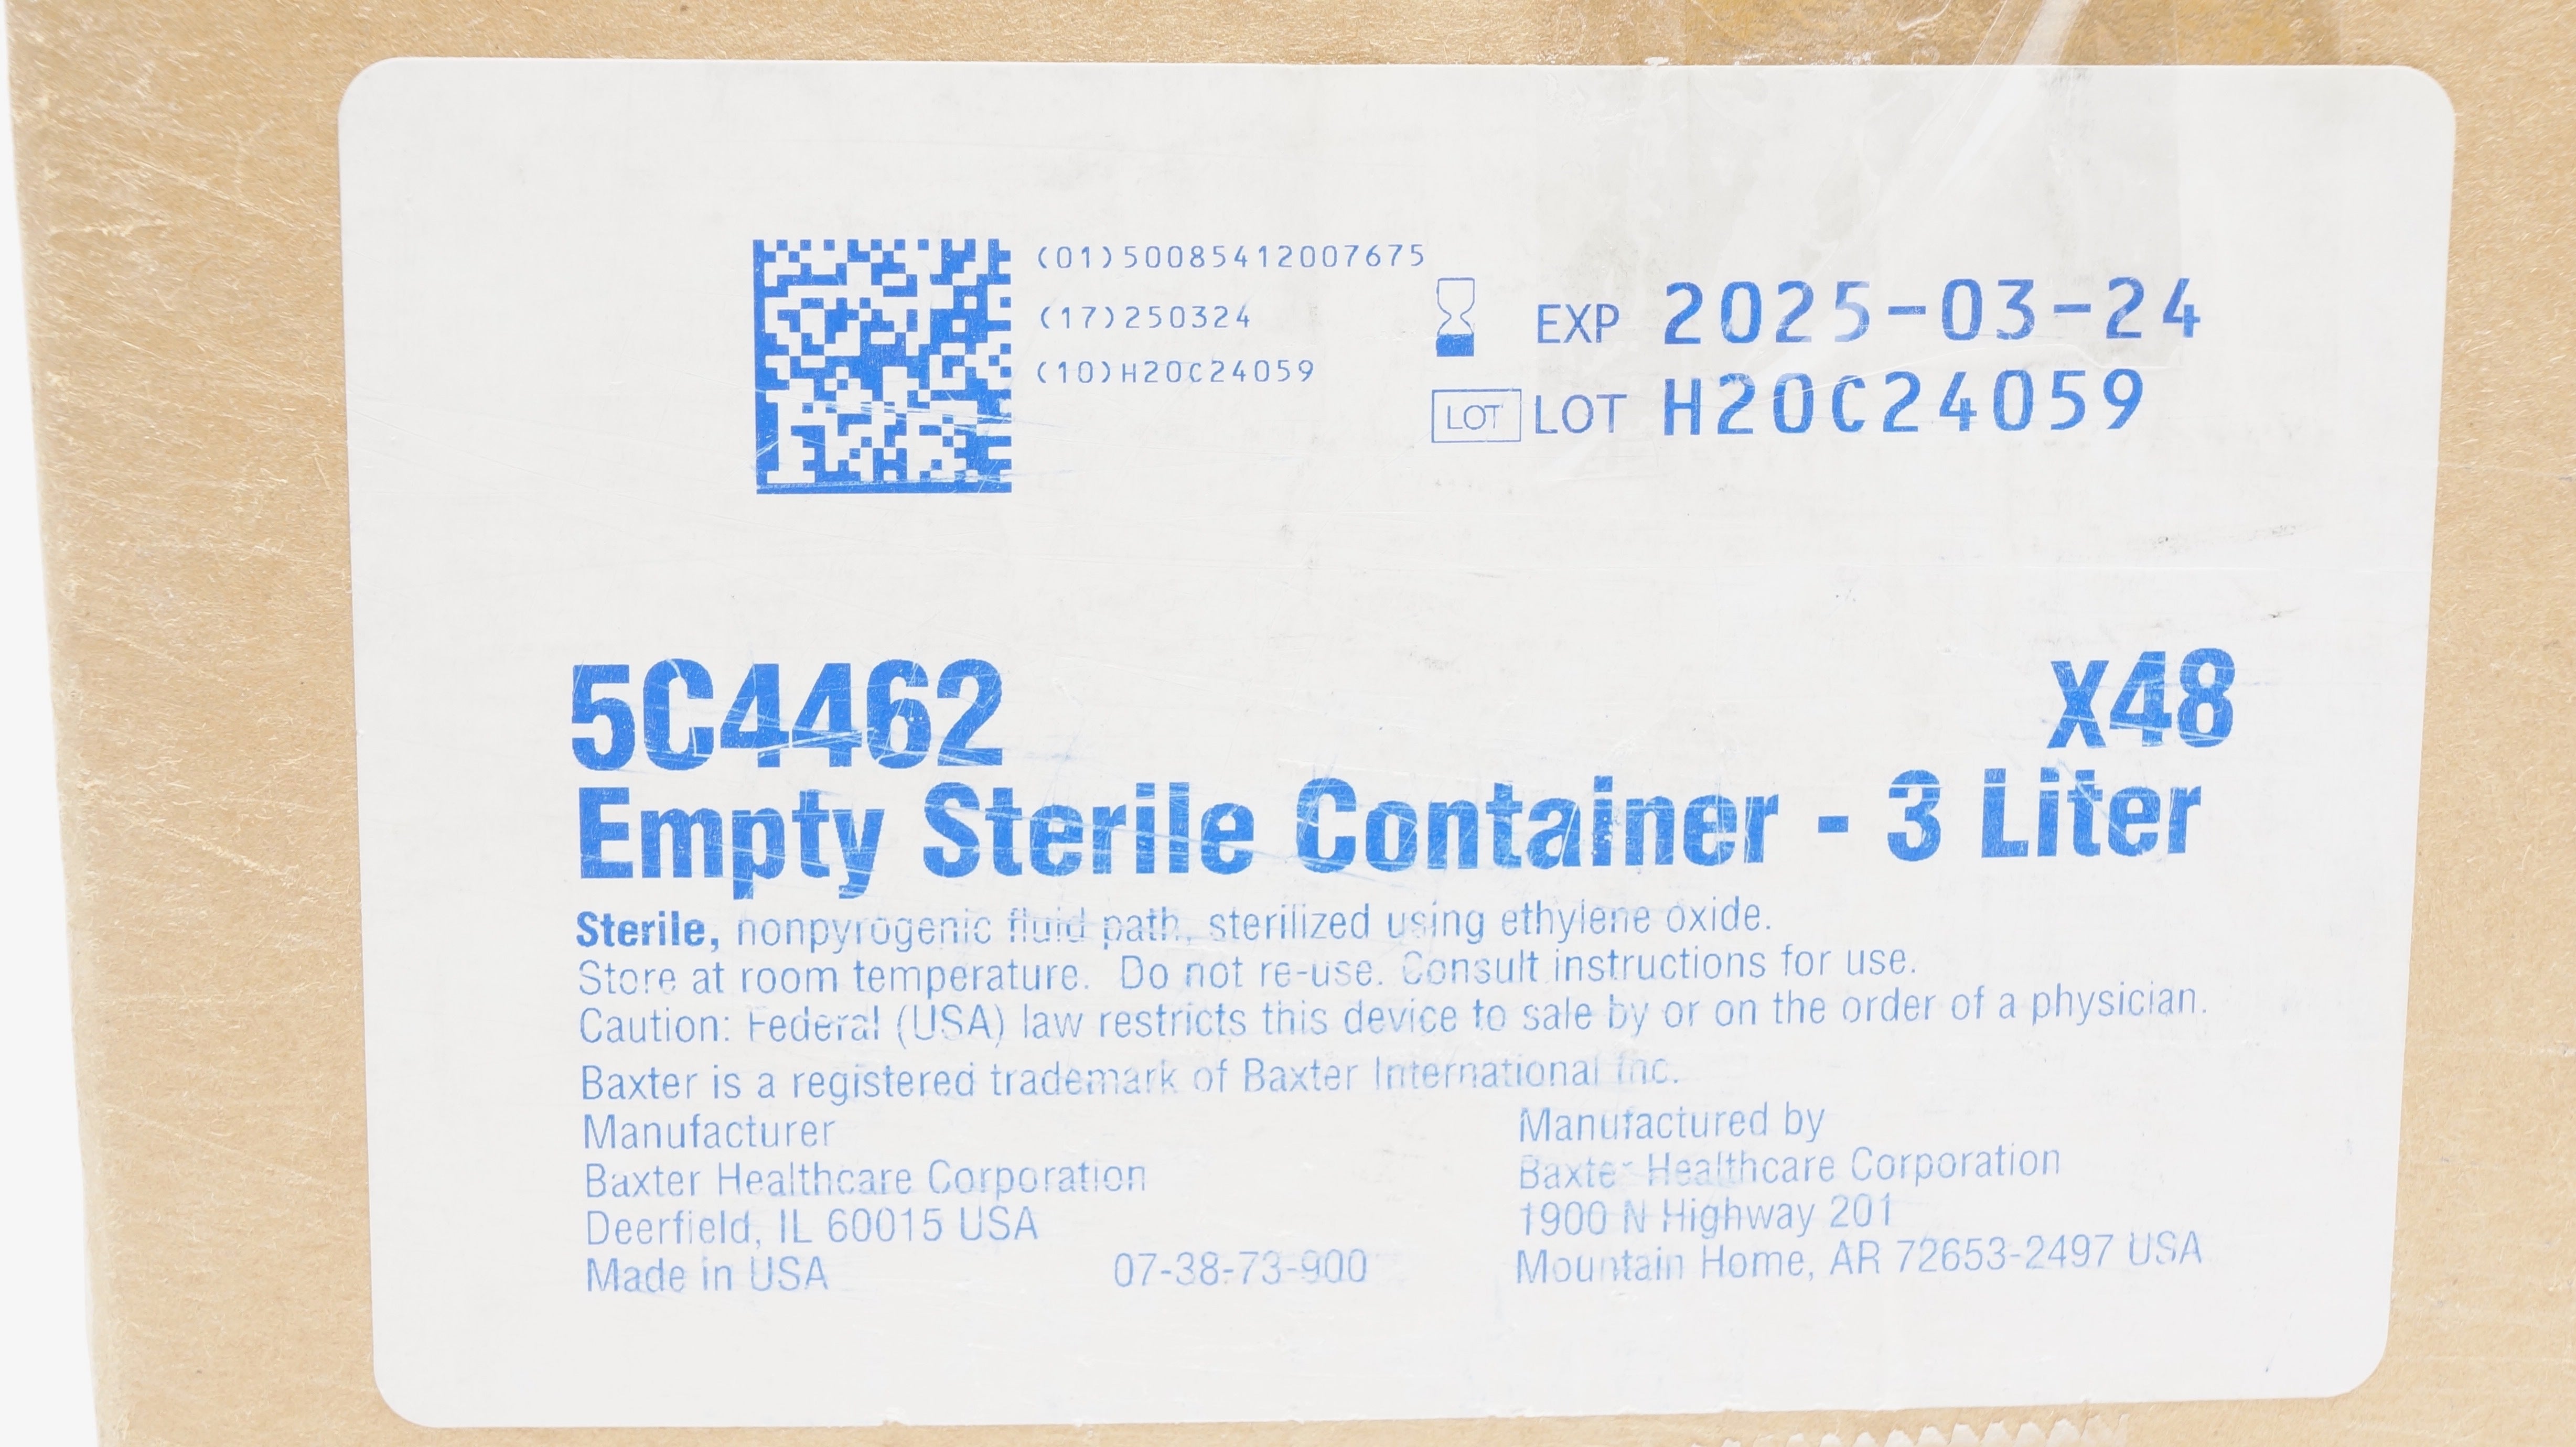 (01)50085412007675
(17)250324
(10)H20C24059
EXP 2025-03-24
LOT LOT H20C24059
5C4462 X48
Empty Sterile Container - 3 Liter
Sterile, nonpyrogenic fluid path, sterilized using ethylene oxide.
Store at room temperature. Do not re-use. Consult instructions for use.
Caution: Federal (USA) law restricts this device to sale by or on the order of a physician.
Baxter is a registered trademark of Baxter International Inc.
Manufacturer
Baxter Healthcare Corporation
Deerfield, IL 60015 USA
Made in USA
07-38-73-900
Manufactured by
Baxter Healthcare Corporation
1900 N Highway 201
Mountain Home, AR 72653-2497 USA